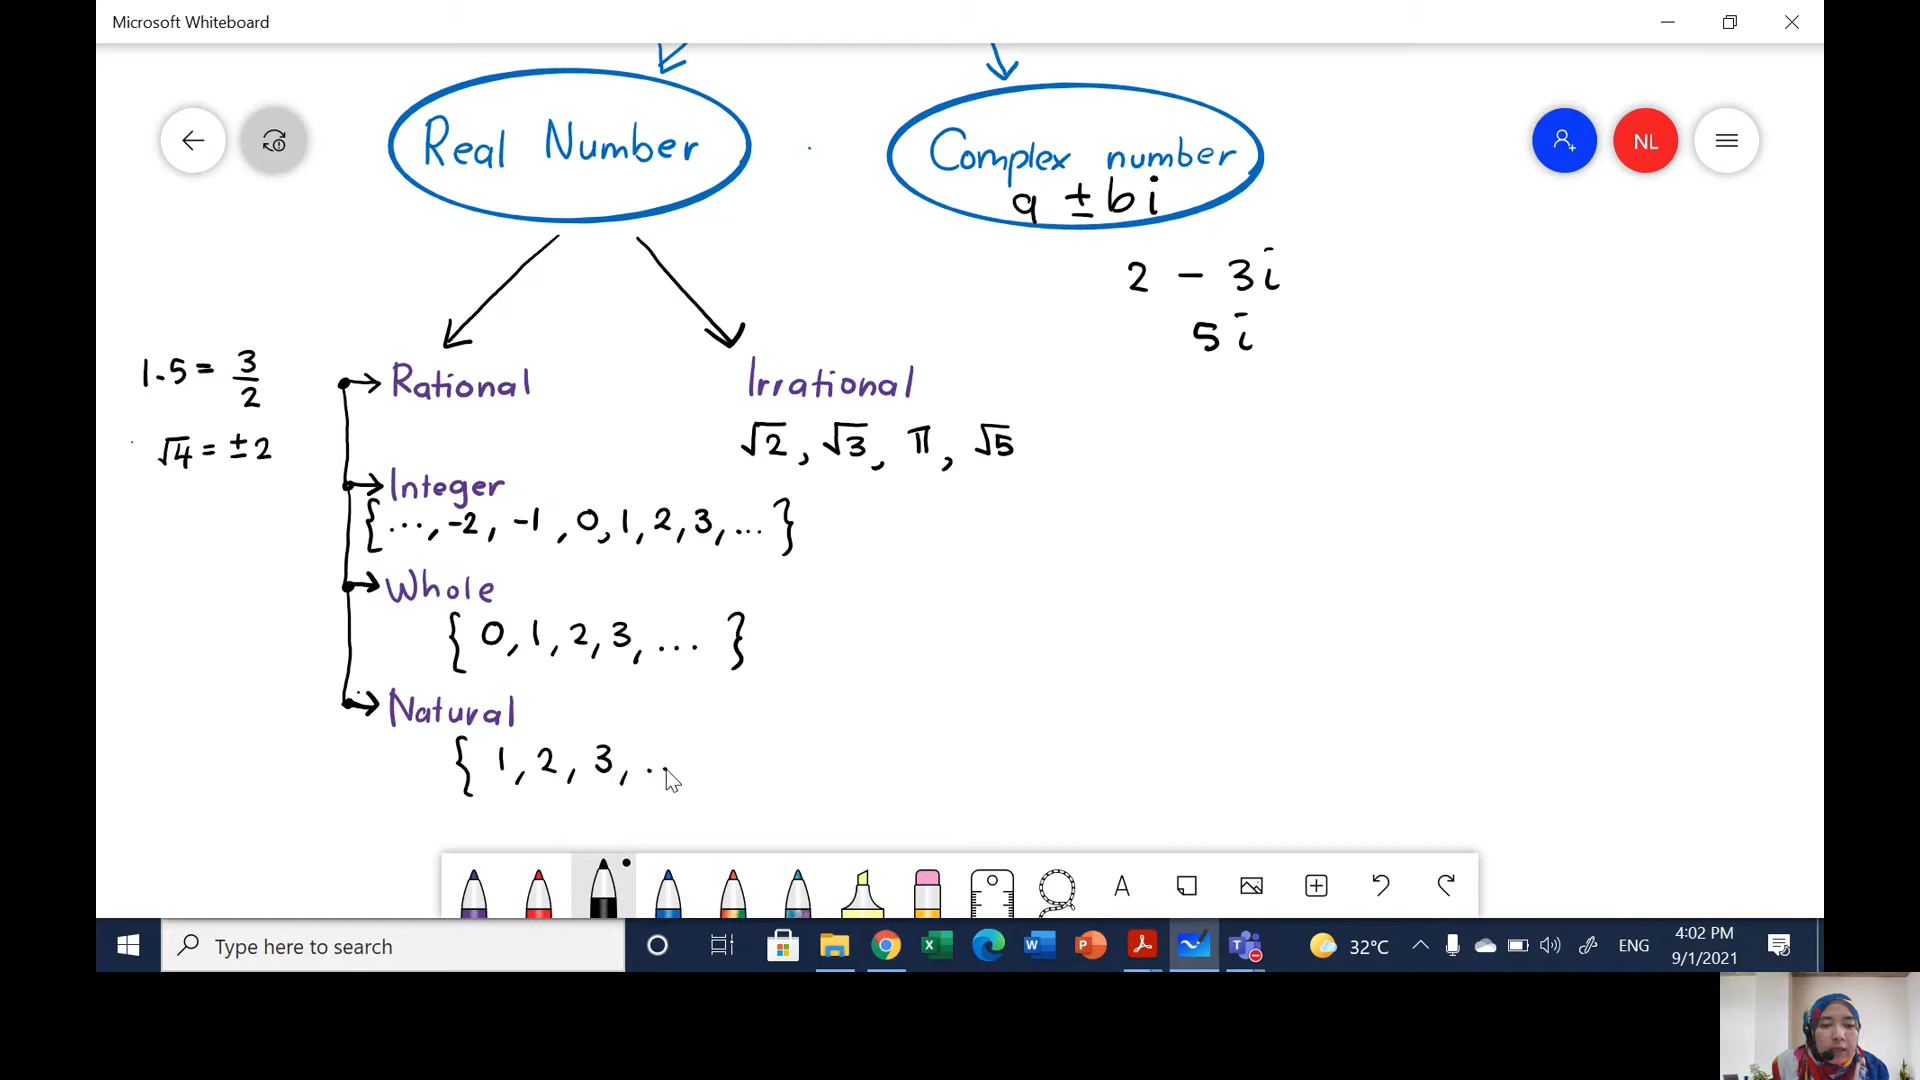 Microsoft Whiteboard
Real Number
Complex number
a ± bi
NL
2 - 3i
5i
1.5 = 3/2
Rational
Irrational
√4 = ±2
√2, √3, π, √5
Integer
{..., -2, -1, 0, 1, 2, 3, ...}
Whole
{0, 1, 2, 3, ...}
Natural
{1, 2, 3, ..
A
Type here to search
32°C
ENG
4:02 PM
9/1/2021